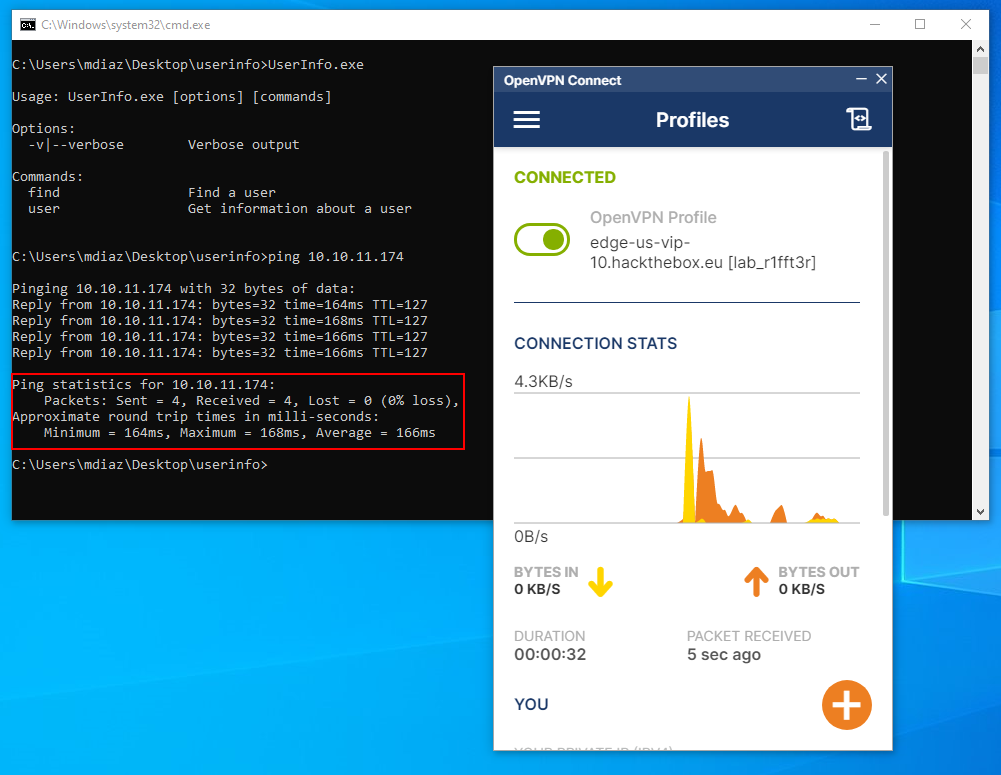 C:\Windows\system32\cmd.exe
C:\Users\mdiaz\Desktop\userinfo>UserInfo.exe
Usage: UserInfo.exe [options] [commands]
Options:
-v|--verbose Verbose output
Commands:
find Find a user
user Get information about a user
C:\Users\mdiaz\Desktop\userinfo>ping 10.10.11.174
Pinging 10.10.11.174 with 32 bytes of data:
Reply from 10.10.11.174: bytes=32 time=164ms TTL=127
Reply from 10.10.11.174: bytes=32 time=168ms TTL=127
Reply from 10.10.11.174: bytes=32 time=166ms TTL=127
Reply from 10.10.11.174: bytes=32 time=166ms TTL=127
Ping statistics for 10.10.11.174:
Packets: Sent = 4, Received = 4, Lost = 0 (0% loss),
Approximate round trip times in milli-seconds:
Minimum = 164ms, Maximum = 168ms, Average = 166ms
C:\Users\mdiaz\Desktop\userinfo>
OpenVPN Connect
Profiles
CONNECTED
OpenVPN Profile
edge-us-vip-
10.hackthebox.eu [lab_r1fft3r]
CONNECTION STATS
4.3KB/s
0B/s
BYTES IN
0 KB/S
BYTES OUT
0 KB/S
DURATION
00:00:32
PACKET RECEIVED
5 sec ago
YOU